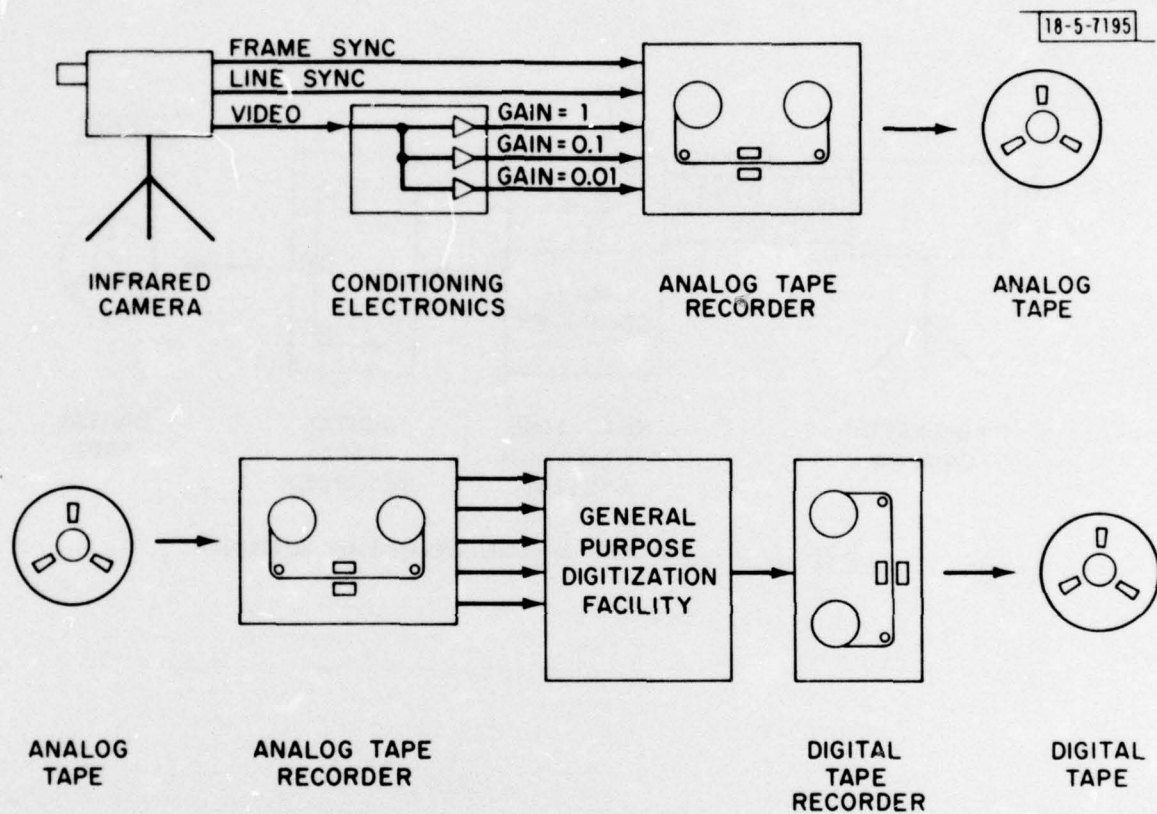 18-5-7195
FRAME SYNC
LINE SYNC
VIDEO
GAIN = 1
GAIN = 0.1
GAIN = 0.01
INFRARED
CAMERA
CONDITIONING
ELECTRONICS
ANALOG TAPE
RECORDER
ANALOG
TAPE
GENERAL
PURPOSE
DIGITIZATION
FACILITY
ANALOG
TAPE
ANALOG TAPE
RECORDER
DIGITAL
TAPE
RECORDER
DIGITAL
TAPE